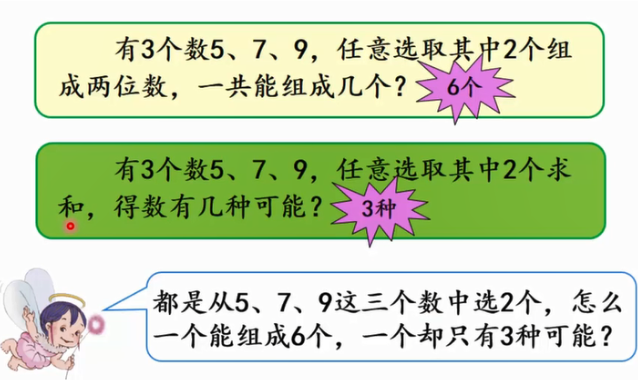 有3个数5、7、9，任意选取其中2个组
成两位数，一共能组成几个？ 6个
有3个数5、7、9，任意选取其中2个求
和，得数有几种可能？ 3种
都是从5、7、9这三个数中选2个，怎么
一个能组成6个，一个却只有3种可能？